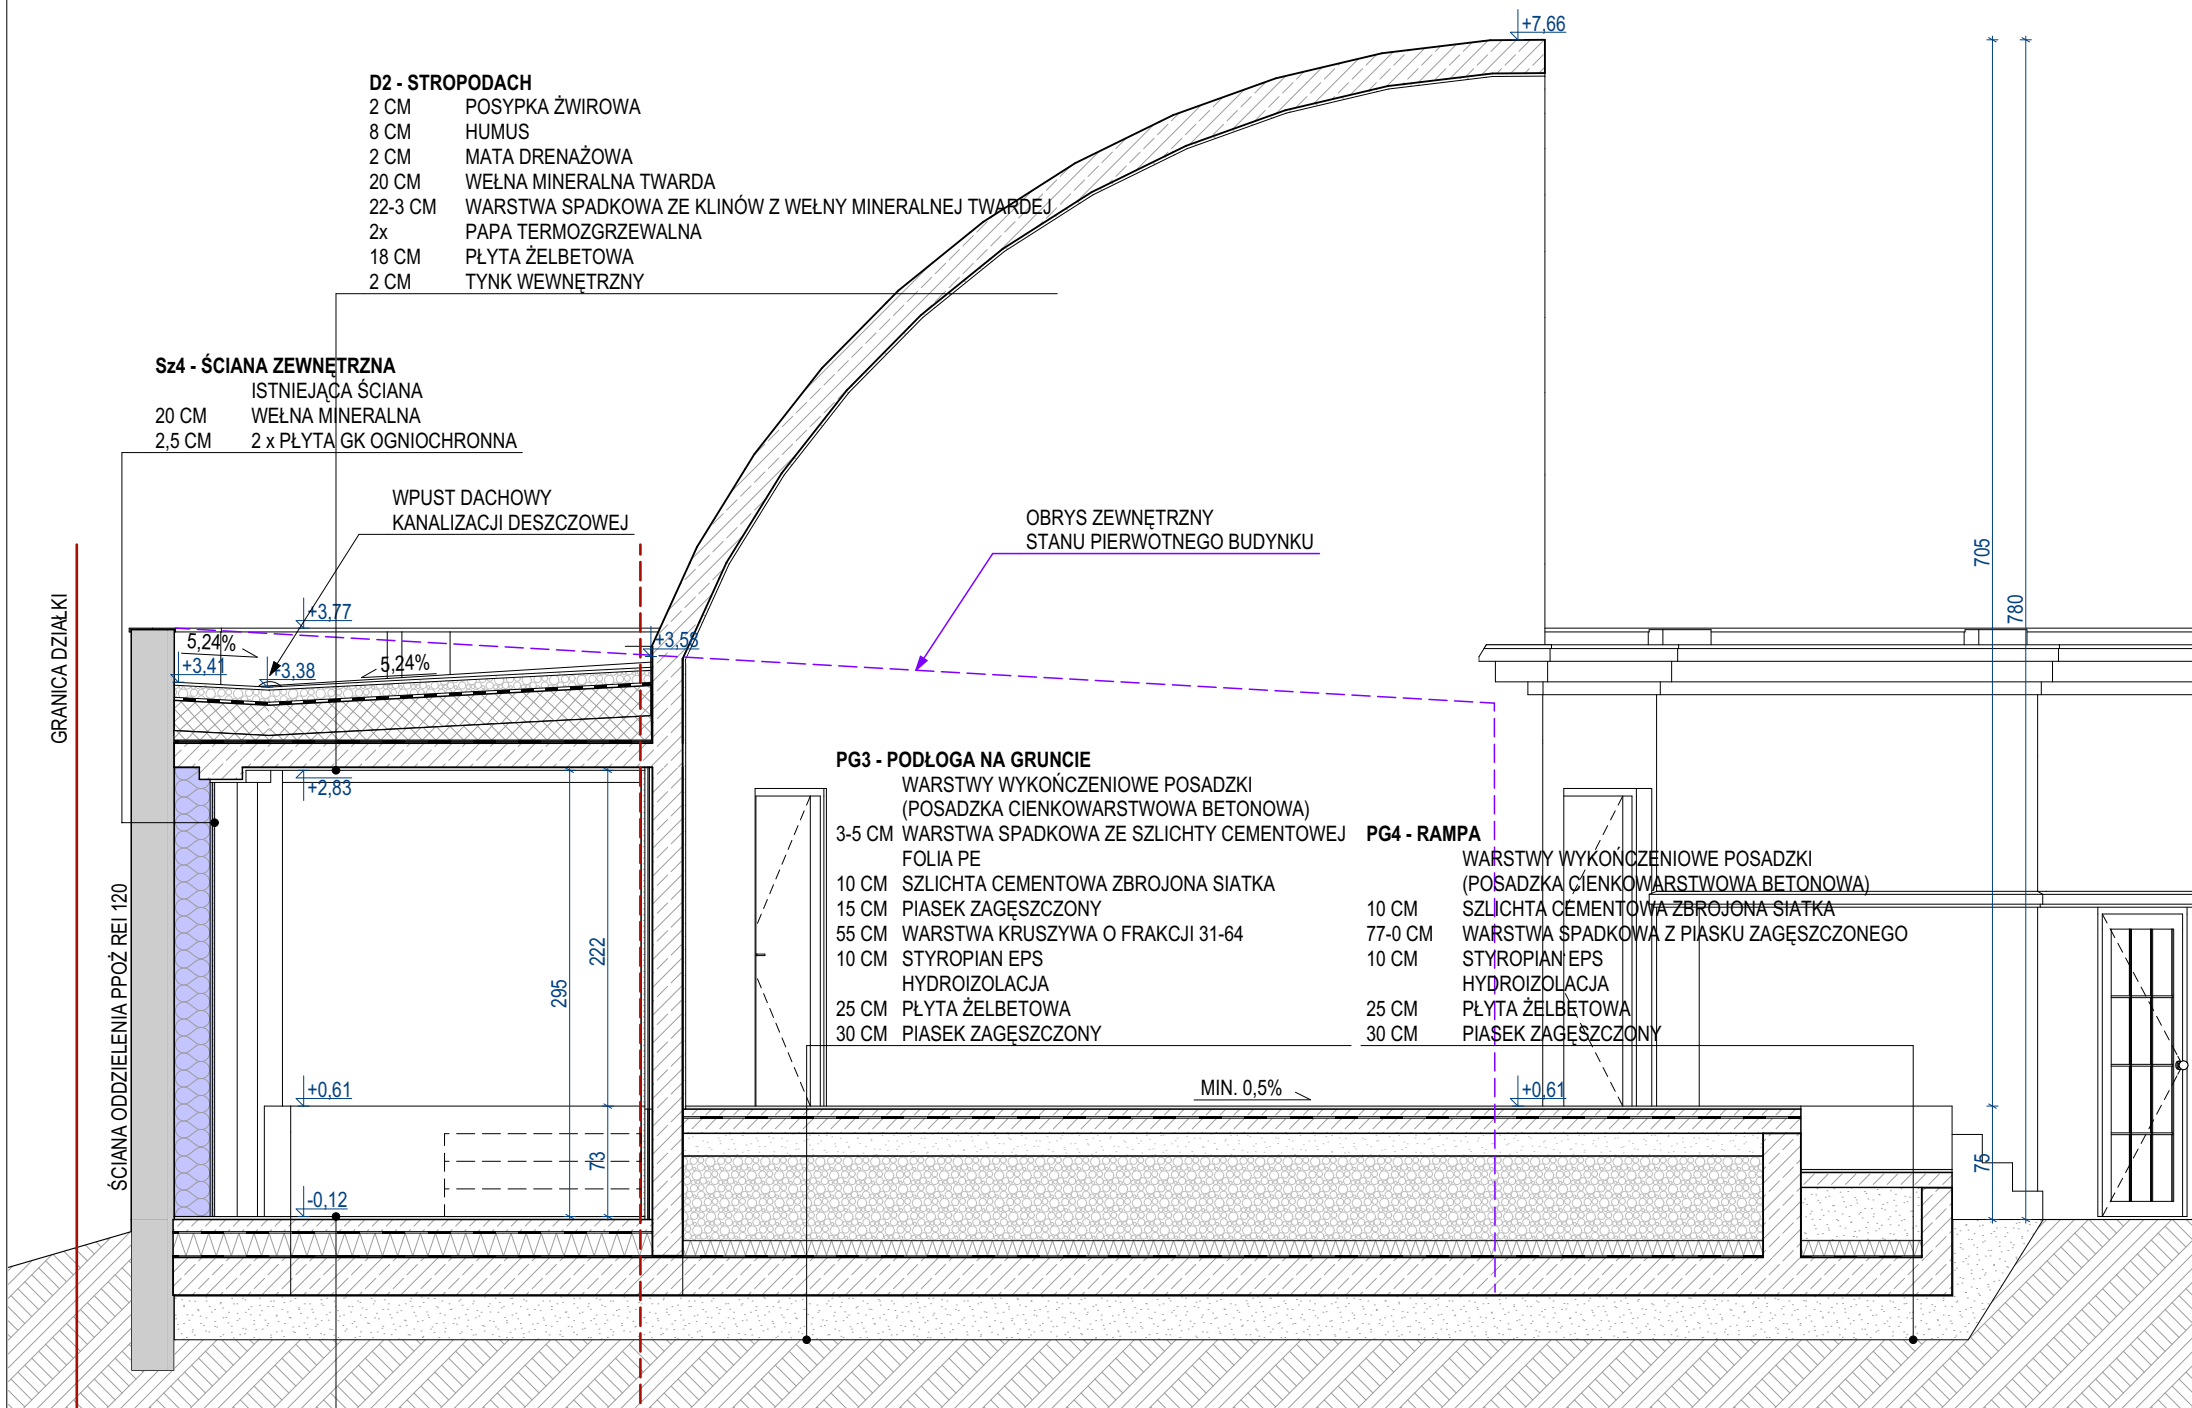 +7,66
D2 - STROPODACH
2 CM POSYPKA ŻWIROWA
8 CM HUMUS
2 CM MATA DRENAŻOWA
20 CM WEŁNA MINERALNA TWARDA
22-3 CM WARSTWA SPADKOWA ZE KLINÓW Z WEŁNY MINERALNEJ TWARDEJ
2x PAPA TERMOZGRZEWALNA
18 CM PŁYTA ŻELBETOWA
2 CM TYNK WEWNĘTRZNY
Sz4 - ŚCIANA ZEWNĘTRZNA
ISTNIEJĄCA ŚCIANA
20 CM WEŁNA MINERALNA
2,5 CM 2 x PŁYTA GK OGNIOCHRONNA
WPUST DACHOWY
KANALIZACJI DESZCZOWEJ
OBRYS ZEWNĘTRZNY
STANU PIERWOTNEGO BUDYNKU
705
780
GRANICA DZIAŁKI
+3,77
5,24%
+3,41
+3,38
5,24%
+3,58
+2,83
PG3 - PODŁOGA NA GRUNCIE
WARSTWY WYKOŃCZENIOWE POSADZKI
(POSADZKA CIENKOWARSTWOWA BETONOWA)
3-5 CM WARSTWA SPADKOWA ZE SZLICHTY CEMENTOWEJ
FOLIA PE
10 CM SZLICHTA CEMENTOWA ZBROJONA SIATKA
15 CM PIASEK ZAGĘSZCZONY
55 CM WARSTWA KRUSZYWA O FRAKCJI 31-64
10 CM STYROPIAN EPS
HYDROIZOLACJA
25 CM PŁYTA ŻELBETOWA
30 CM PIASEK ZAGĘSZCZONY
PG4 - RAMPA
WARSTWY WYKOŃCZENIOWE POSADZKI
(POSADZKA CIENKOWARSTWOWA BETONOWA)
10 CM SZLICHTA CEMENTOWA ZBROJONA SIATKA
77-0 CM WARSTWA SPADKOWA Z PIASKU ZAGĘSZCZONEGO
10 CM STYROPIAN EPS
HYDROIZOLACJA
25 CM PŁYTA ŻELBETOWA
30 CM PIASEK ZAGĘSZCZONY
ŚCIANA ODDZIELENIA PPOŻ REI 120
295
222
73
+0,61
-0,12
MIN. 0,5%
+0,61
75